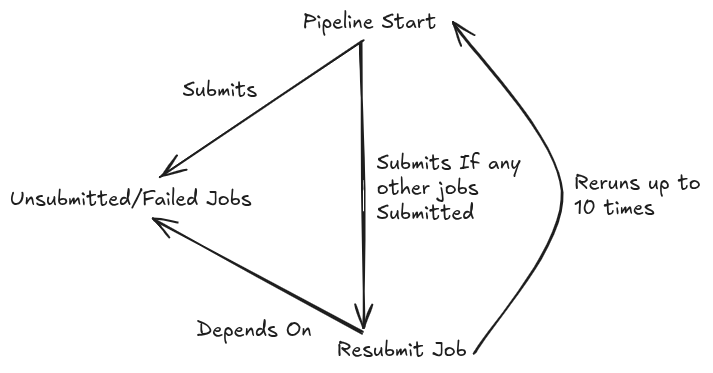 Pipeline Start
Submits
Submits If any
other jobs
Submitted
Unsubmitted/Failed Jobs
Reruns up to
10 times
Depends On
Resubmit Job